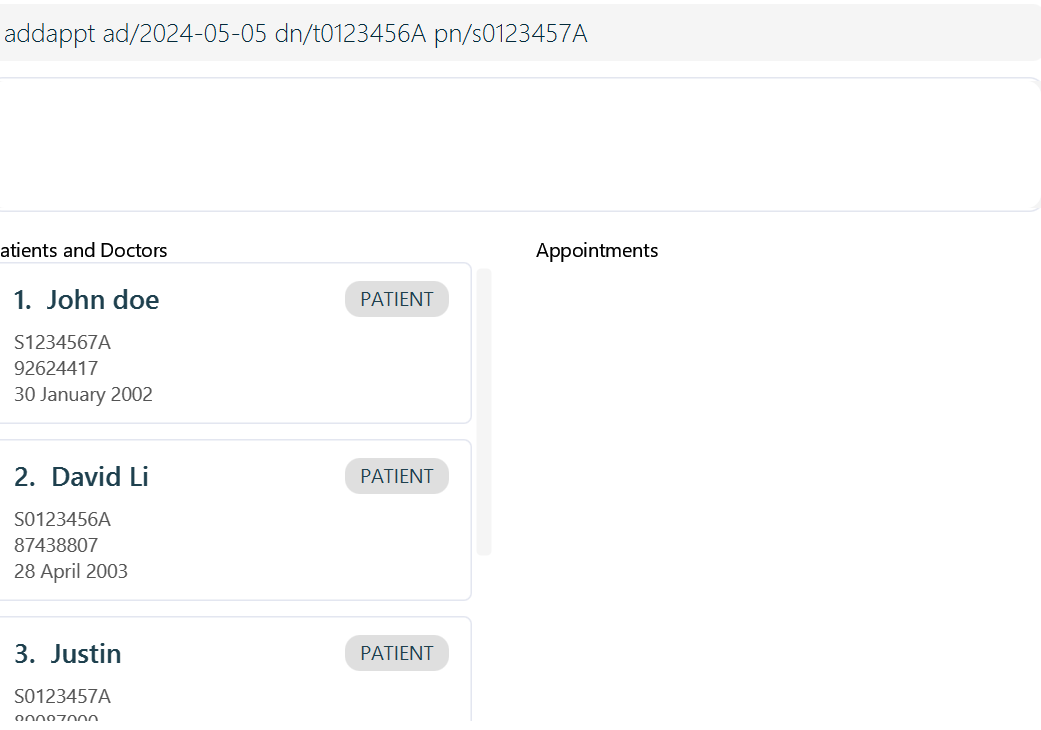 addappt ad/2024-05-05 dn/t0123456A pn/s0123457A
atients and Doctors
Appointments
1. John doe
PATIENT
S1234567A
92624417
30 January 2002
2. David Li
PATIENT
S0123456A
87438807
28 April 2003
3. Justin
PATIENT
S0123457A